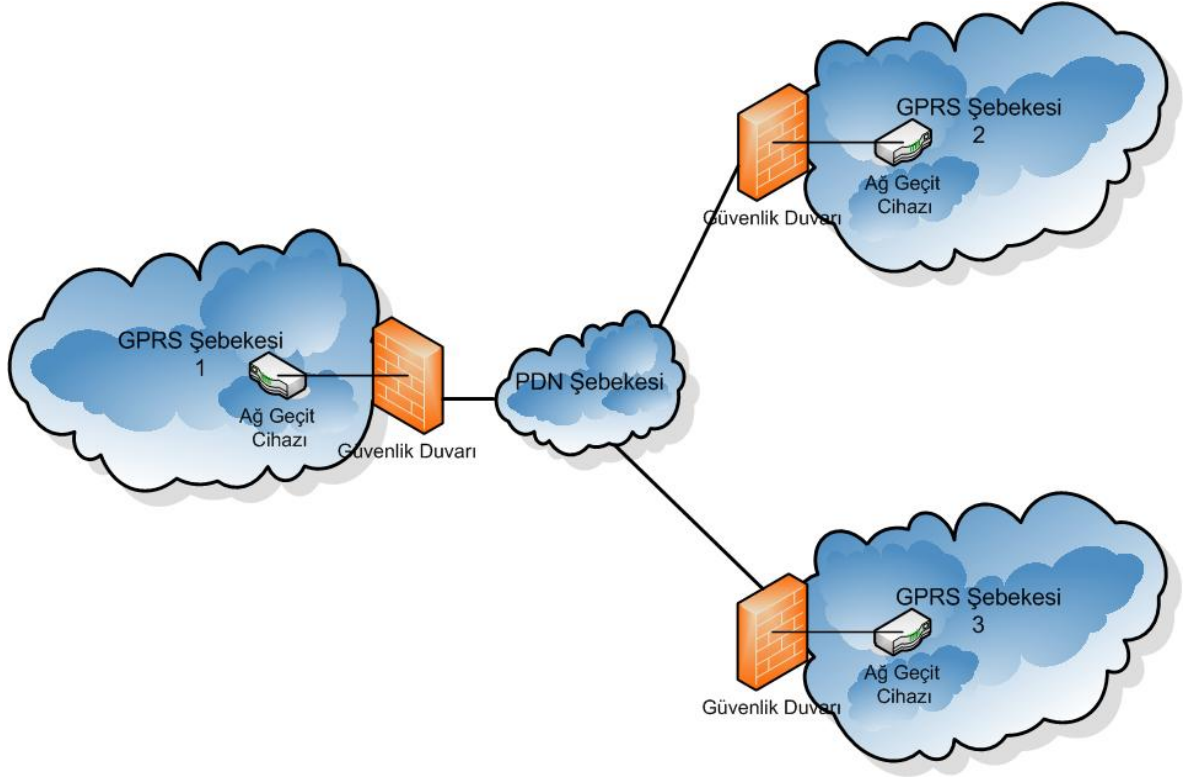 GPRS Şebekesi
2
Ağ Geçit
Cihazı
Güvenlik Duvarı
GPRS Şebekesi
1
Ağ Geçit
Cihazı
Güvenlik Duvarı
PDN Şebekesi
GPRS Şebekesi
3
Ağ Geçit
Cihazı
Güvenlik Duvarı